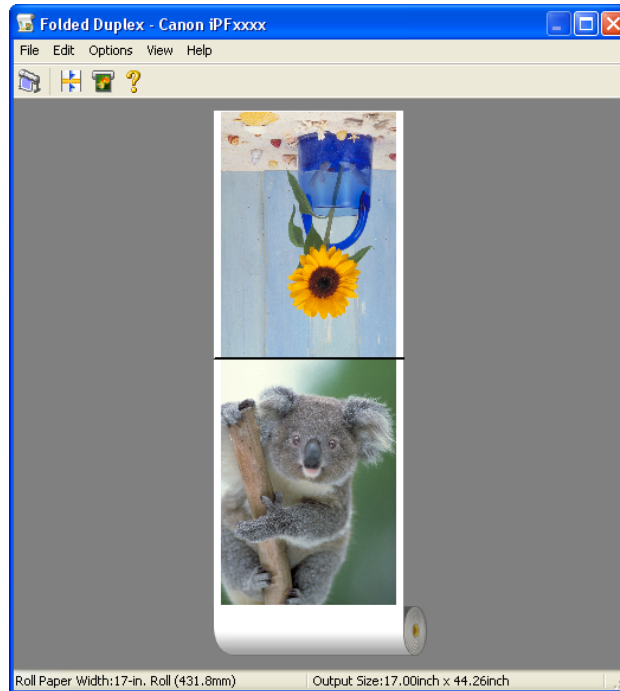 Folded Duplex - Canon iPFxxxx
File Edit Options View Help
Roll Paper Width:17-in. Roll (431.8mm) Output Size:17.00inch x 44.26inch